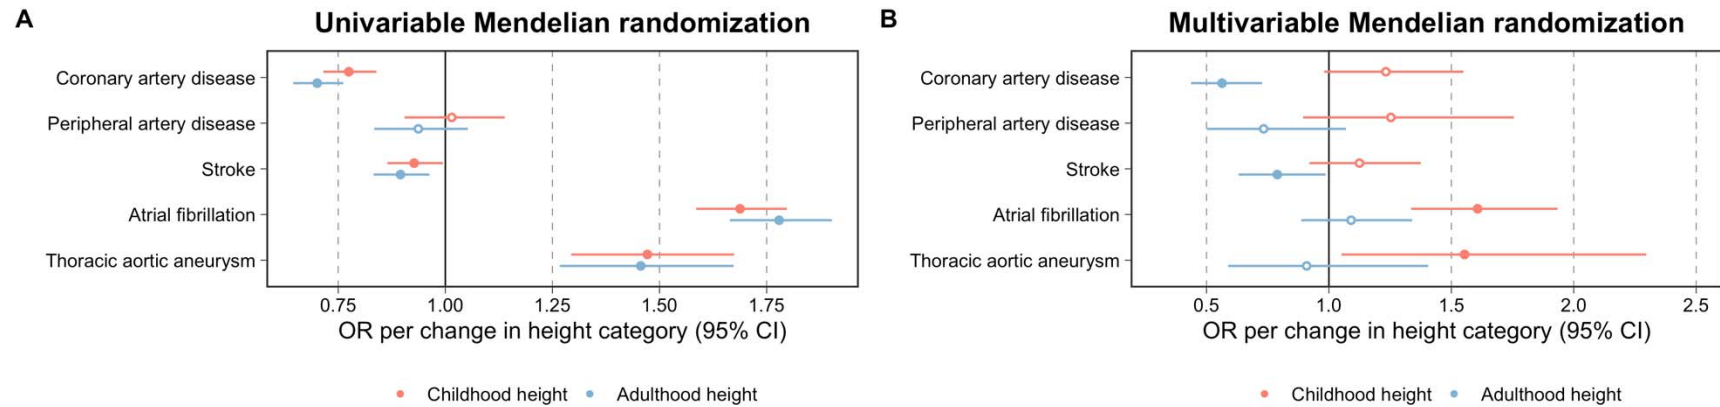 A
Univariable Mendelian randomization
Coronary artery disease
Peripheral artery disease
Stroke
Atrial fibrillation
Thoracic aortic aneurysm
0.75 1.00 1.25 1.50 1.75
OR per change in height category (95% CI)
Childhood height Adulthood height
B
Multivariable Mendelian randomization
Coronary artery disease
Peripheral artery disease
Stroke
Atrial fibrillation
Thoracic aortic aneurysm
0.5 1.0 1.5 2.0 2.5
OR per change in height category (95% CI)
Childhood height Adulthood height